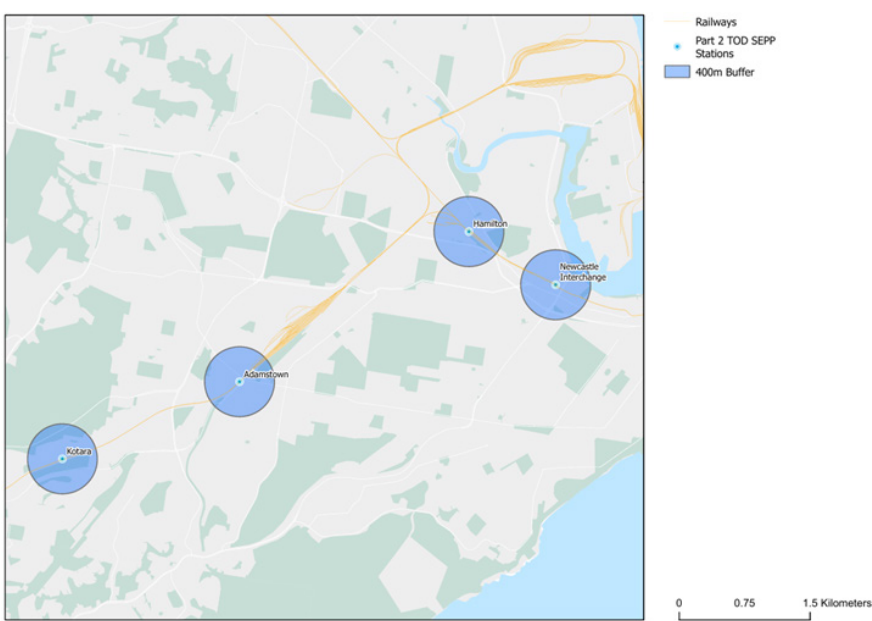 Railways
Part 2 TOD SEPP
Stations
400m Buffer
Hamilton
Newcastle
Interchange
Adamstown
Kotara
0 0.75 1.5 Kilometers